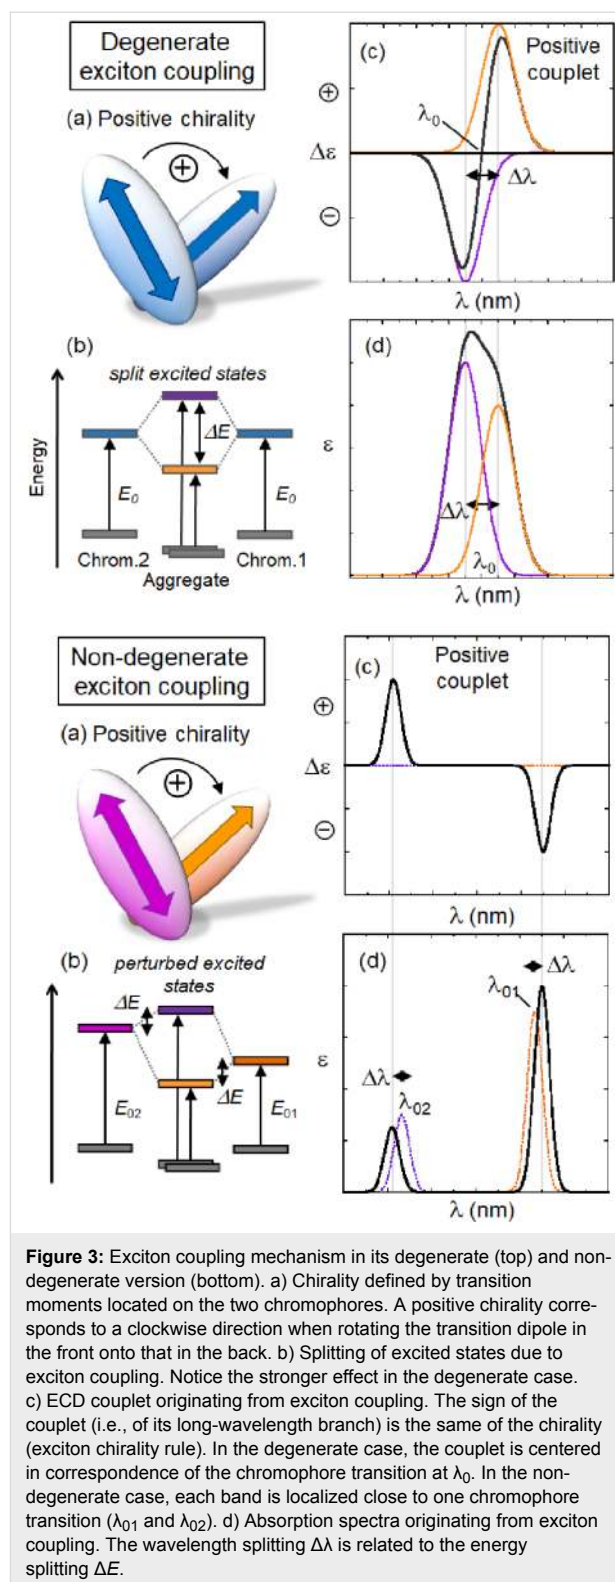 Degenerate
exciton coupling
(a) Positive chirality
⊕
(b)
split excited states
Energy
ΔE
E₀
E₀
Chrom.2
Chrom.1
Aggregate
(c)
Positive
couplet
⊕
λ₀
Δε
Δλ
⊖
λ (nm)
(d)
ε
Δλ
λ₀
λ (nm)
Non-degenerate
exciton coupling
(a) Positive chirality
⊕
(b)
perturbed excited
states
ΔE
ΔE
E₀₂
E₀₁
(c)
Positive
couplet
⊕
Δε
⊖
λ (nm)
(d)
Δλ
λ₀₁
ε
Δλ
λ₀₂
λ (nm)
Figure 3: Exciton coupling mechanism in its degenerate (top) and non-
degenerate version (bottom). a) Chirality defined by transition
moments located on the two chromophores. A positive chirality corre-
sponds to a clockwise direction when rotating the transition dipole in
the front onto that in the back. b) Splitting of excited states due to
exciton coupling. Notice the stronger effect in the degenerate case.
c) ECD couplet originating from exciton coupling. The sign of the
couplet (i.e., of its long-wavelength branch) is the same of the chirality
(exciton chirality rule). In the degenerate case, the couplet is centered
in correspondence of the chromophore transition at λ₀. In the non-
degenerate case, each band is localized close to one chromophore
transition (λ₀₁ and λ₀₂). d) Absorption spectra originating from exciton
coupling. The wavelength splitting Δλ is related to the energy
splitting ΔE.